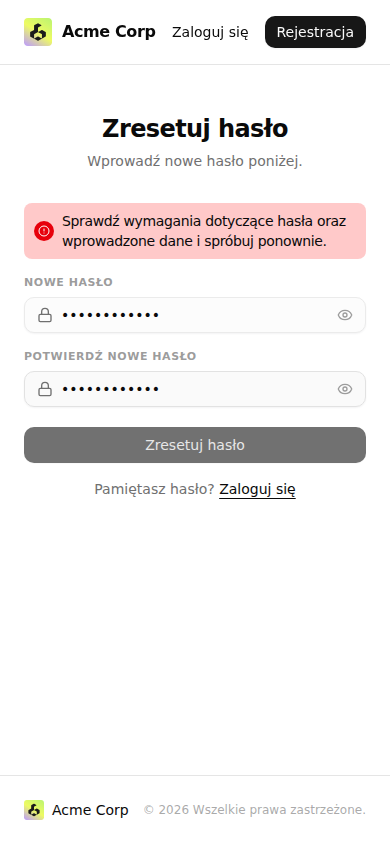 Acme Corp
Zaloguj się
Rejestracja
Zresetuj hasło
Wprowadź nowe hasło poniżej.
Sprawdź wymagania dotyczące hasła oraz
wprowadzone dane i spróbuj ponownie.
NOWE HASŁO
••••••••••••
POTWIERDŹ NOWE HASŁO
••••••••••••
Zresetuj hasło
Pamiętasz hasło? Zaloguj się
Acme Corp
© 2026 Wszelkie prawa zastrzeżone.